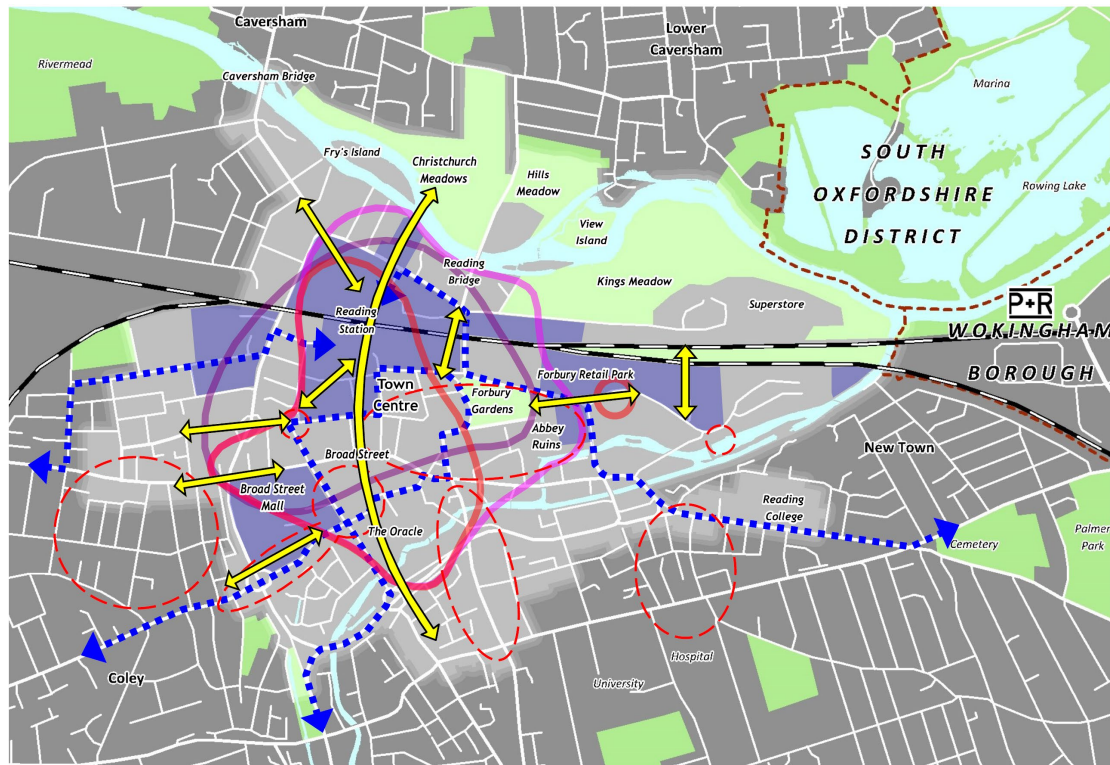 Caversham
Lower
Caversham
Rivermead
Caversham Bridge
Marina
Fry's Island
Christchurch
Meadows
Hills
Meadow
SOUTH
OXFORDSHIRE
DISTRICT
Rowing Lake
View
Island
Reading
Bridge
Kings Meadow
Superstore
P+R
Reading
Station
WOKINGHAM
BOROUGH
Forbury Retail Park
Town
Centre
Forbury
Gardens
Abbey
Ruins
New Town
Broad Street
Broad Street
Mall
Reading
College
The Oracle
Cemetery
Palmer
Park
Hospital
University
Coley